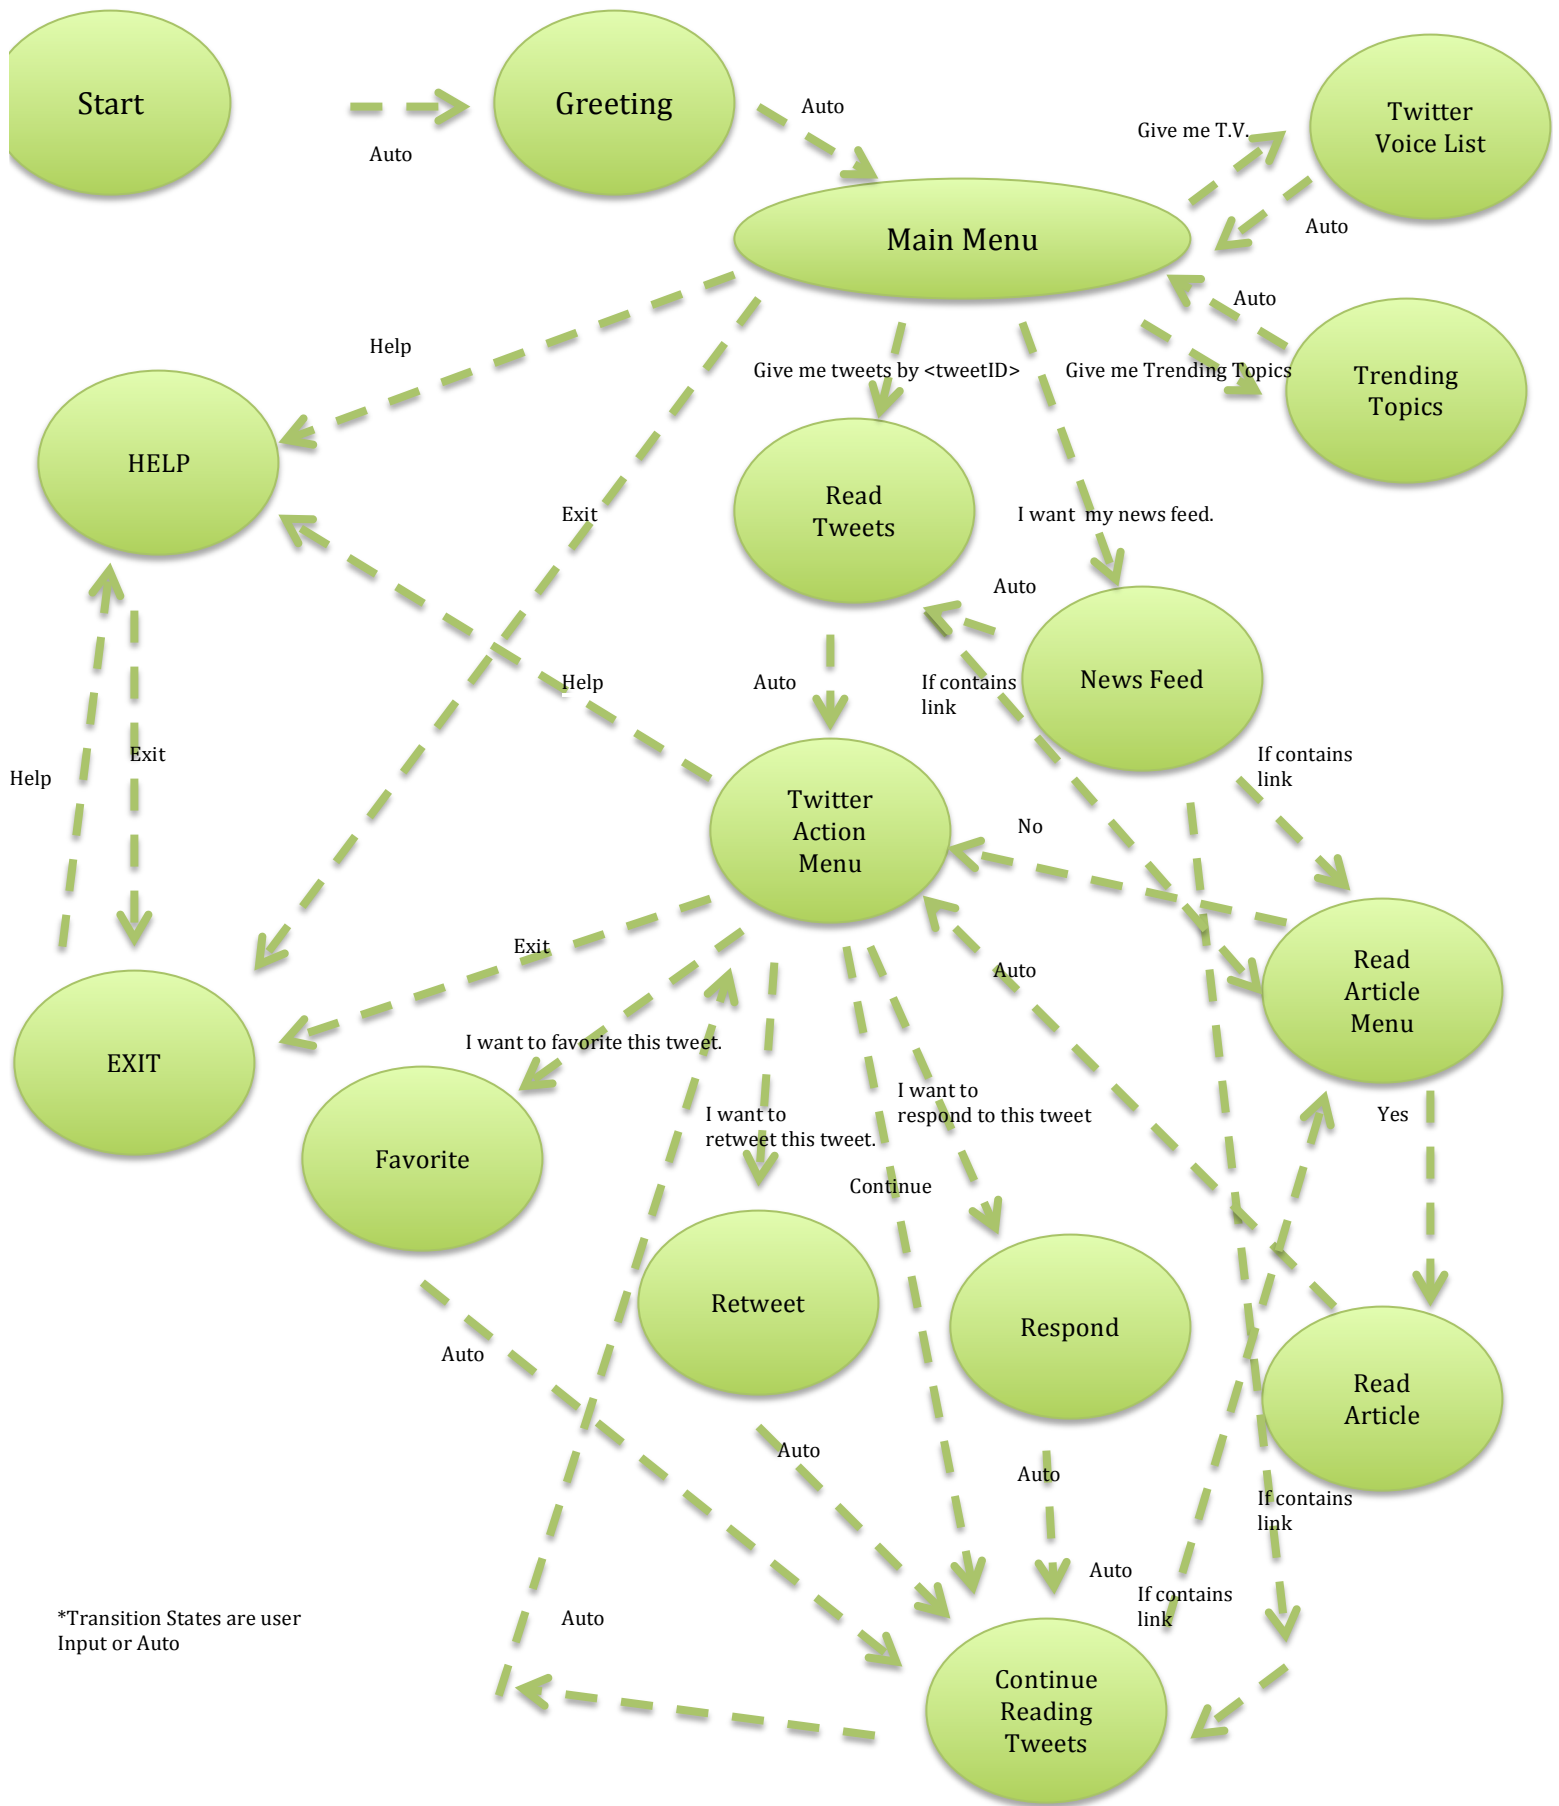 Start
Greeting
Auto
Auto
Twitter
Voice List
Give me T.V.
Auto
Main Menu
Auto
Help
Give me tweets by <tweetID>
Give me Trending Topics
Trending
Topics
HELP
Read
Tweets
Exit
I want  my news feed.
Auto
Help
Auto
If contains
link
News Feed
Exit
Help
If contains
link
Twitter
Action
Menu
No
Exit
Auto
Read
Article
Menu
I want to favorite this tweet.
EXIT
I want to
respond to this tweet
I want to
retweet this tweet.
Yes
Favorite
Continue
Retweet
Respond
Auto
Read
Article
Auto
Auto
If contains
link
Auto
If contains
link
*Transition States are user
Input or Auto
Auto
Continue
Reading
Tweets